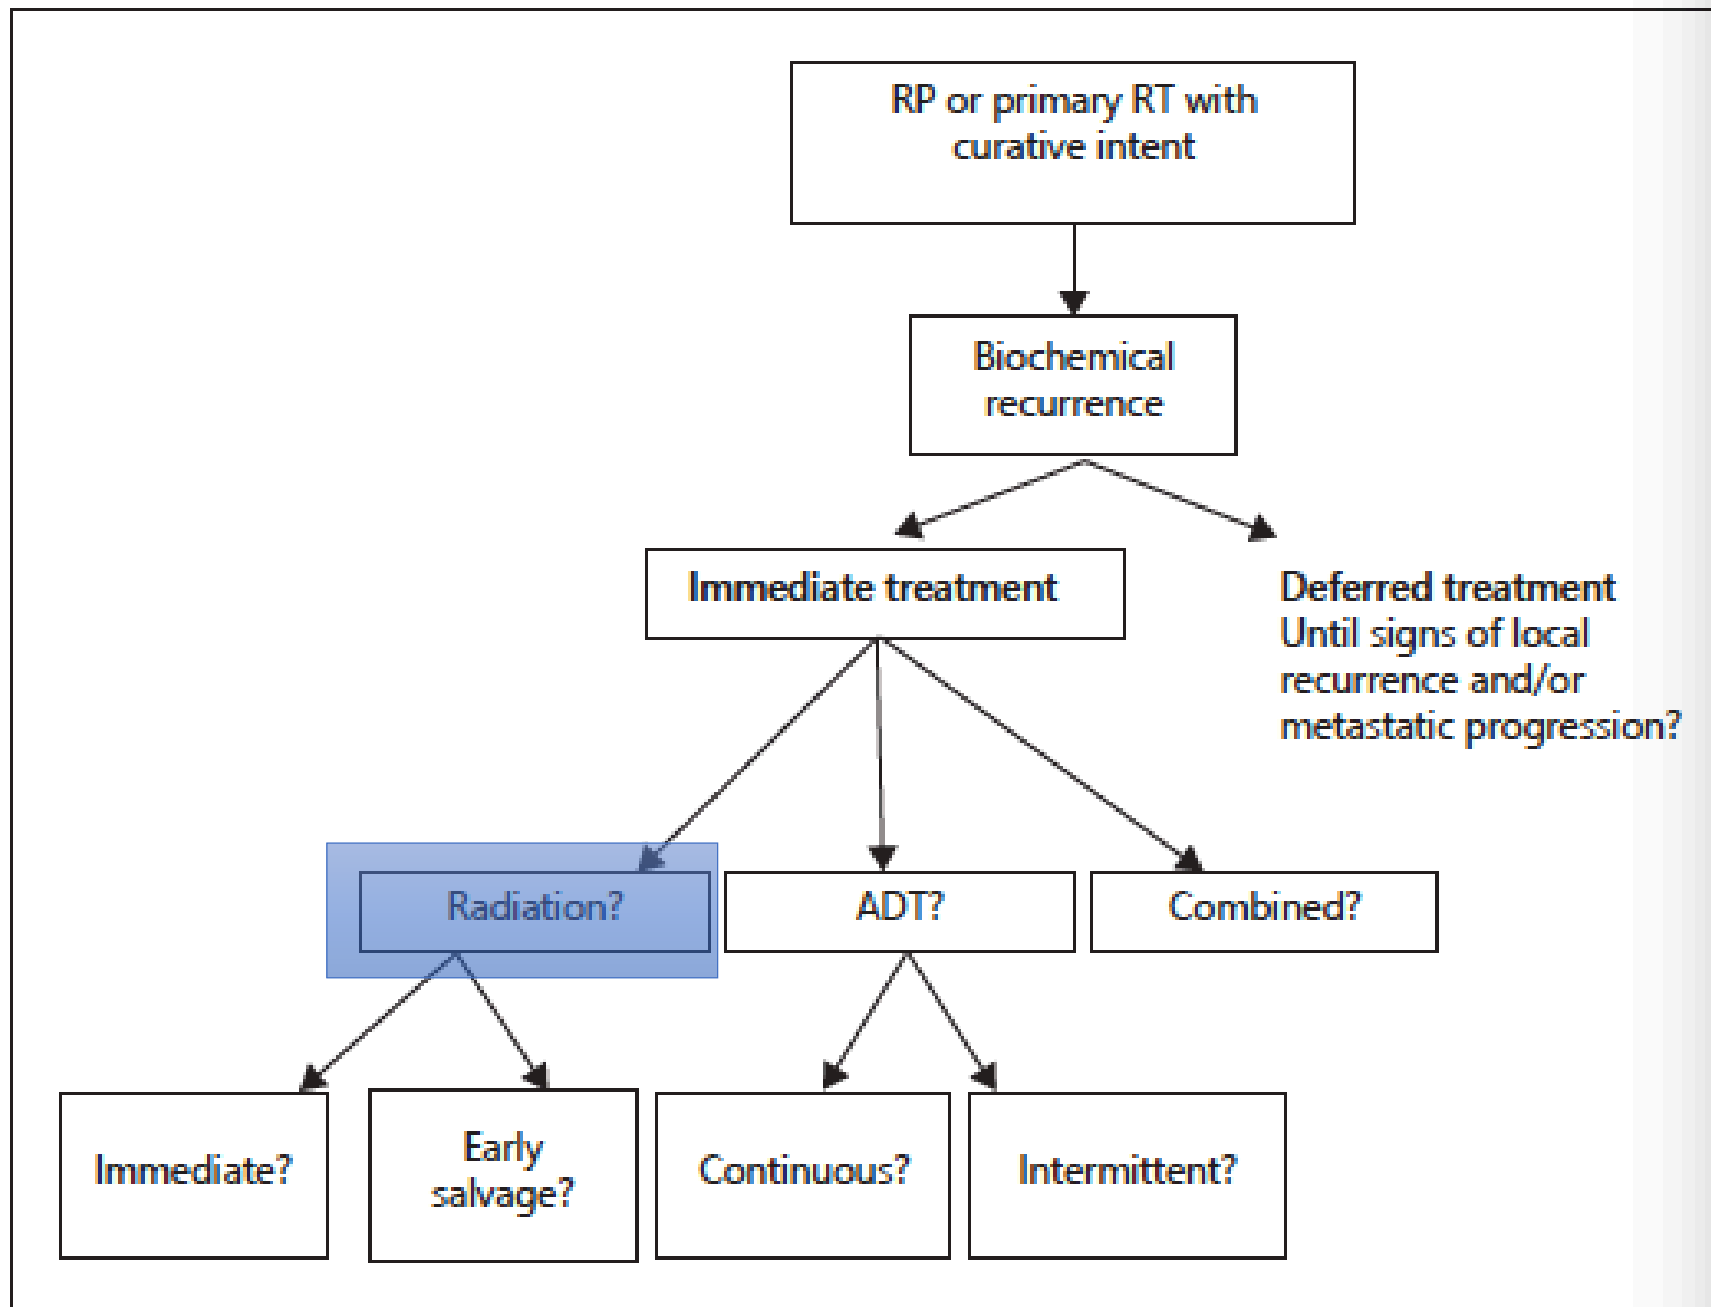 RP or primary RT with
curative intent
Biochemical
recurrence
Immediate treatment
Deferred treatment
Until signs of local
recurrence and/or
metastatic progression?
Radiation?
ADT?
Combined?
Immediate?
Early
salvage?
Continuous?
Intermittent?